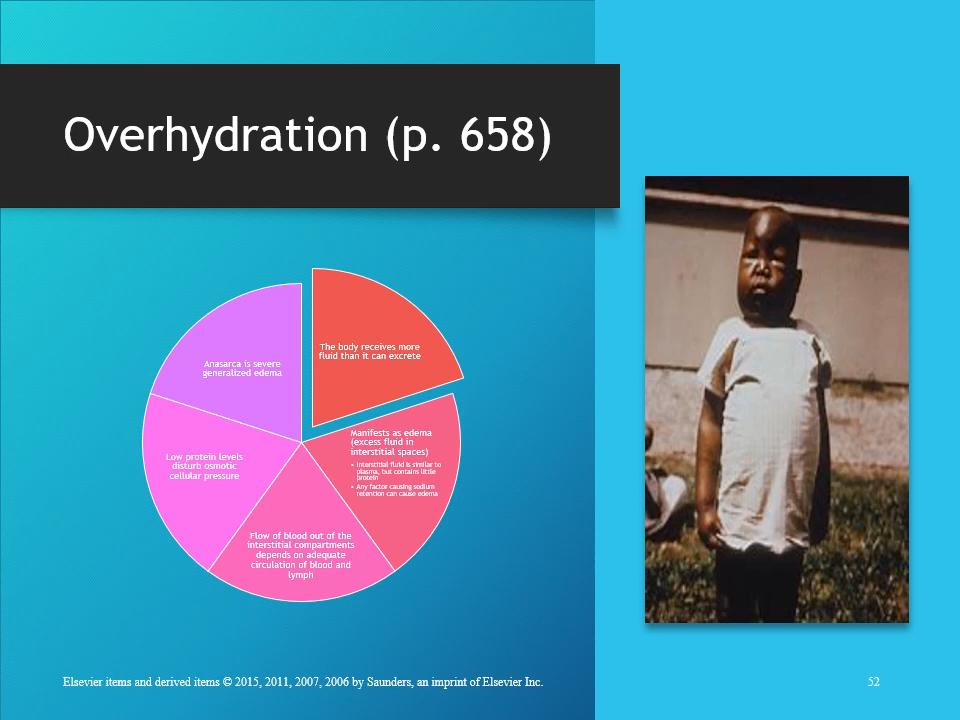 Overhydration (p. 658)
The body receives more
fluid than it can excrete
Manifests as edema
(excess fluid in
interstitial spaces)
• Interstitial fluid is similar to
plasma, but contains little
protein
• Any factor causing sodium
retention can cause edema
Flow of blood out of the
interstitial compartments
depends on adequate
circulation of blood and
lymph
Low protein levels
disturb osmotic
cellular pressure
Anasarca is severe
generalized edema
Elsevier items and derived items © 2015, 2011, 2007, 2006 by Saunders, an imprint of Elsevier Inc.
52